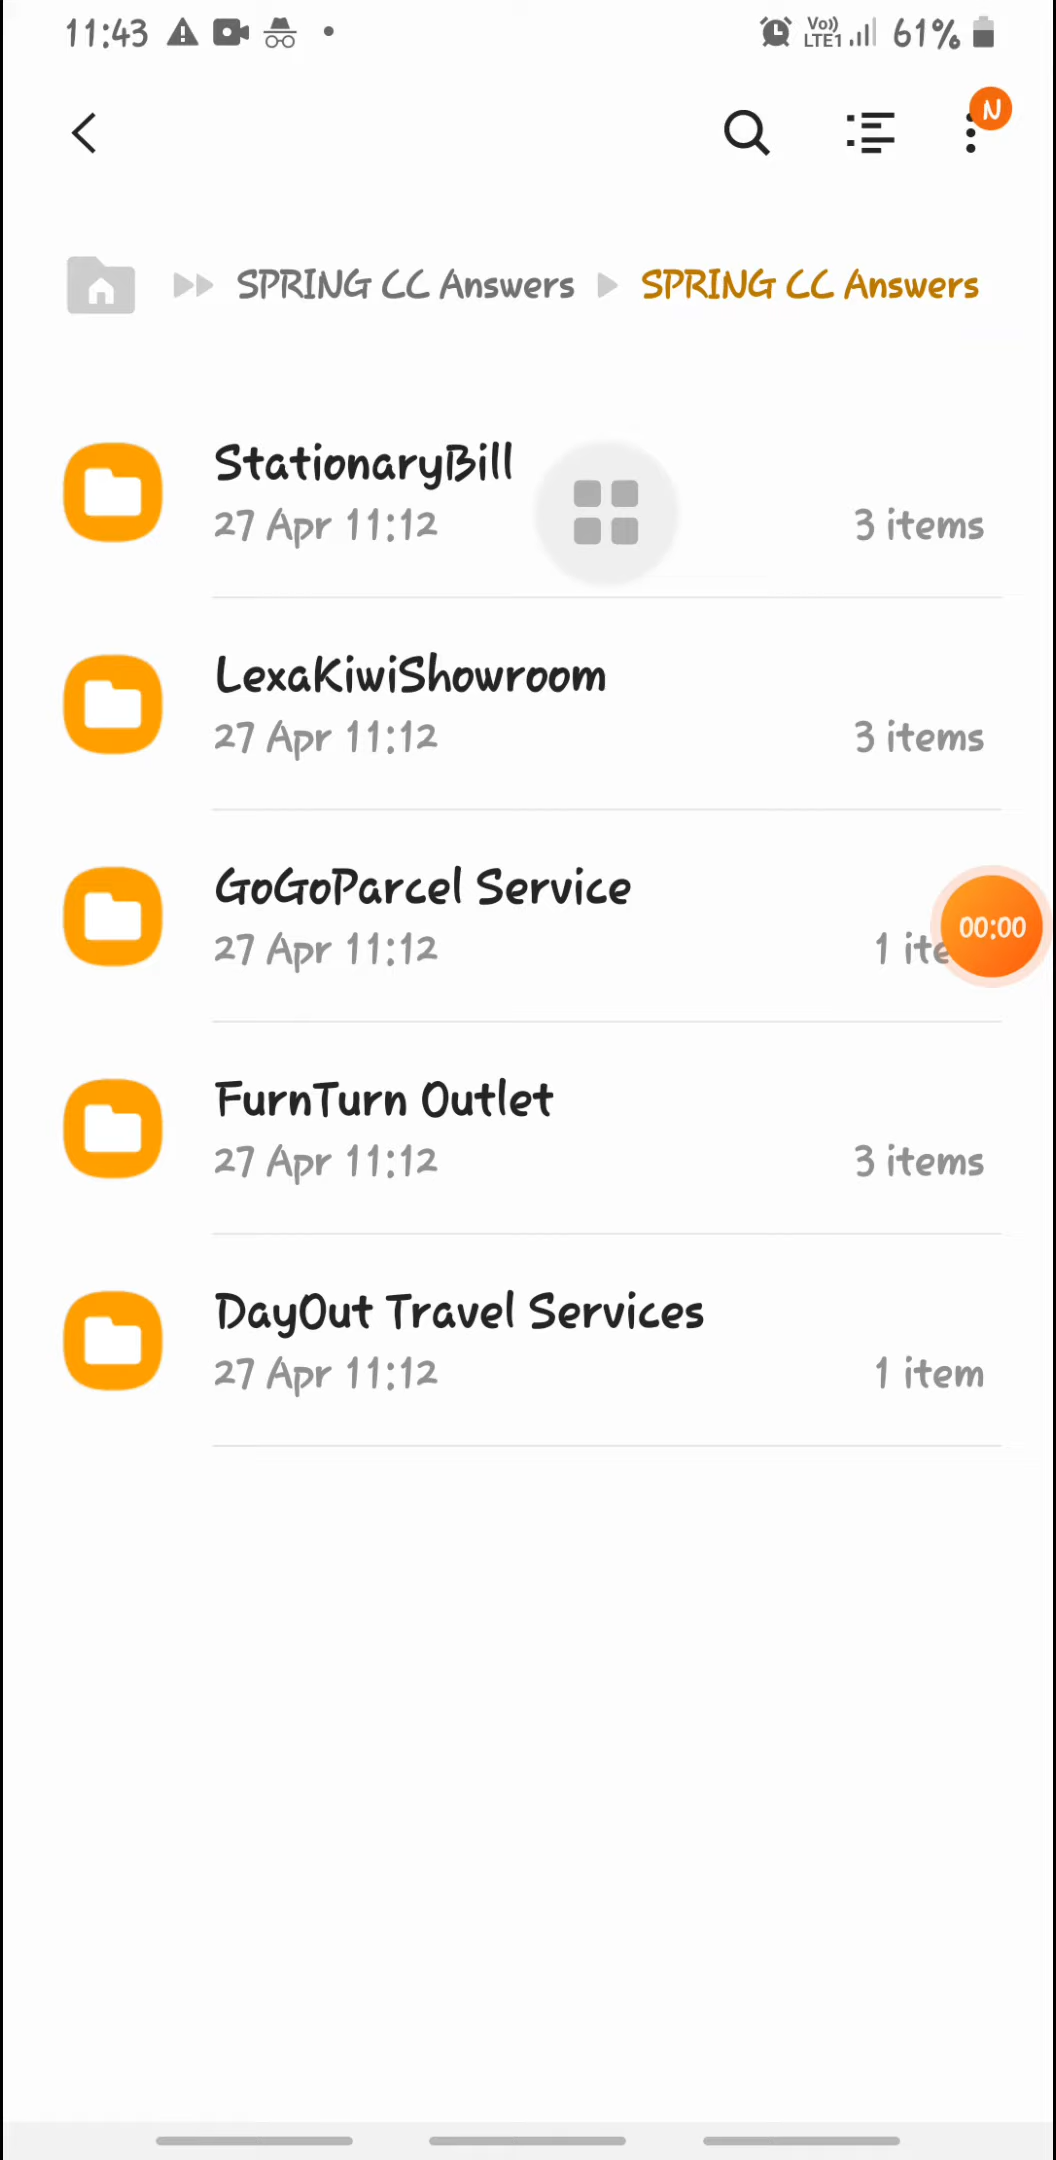 11:43
Vo)) LTE1 61%
N
SPRING CC Answers SPRING CC Answers
StationaryBill
27 Apr 11:12 3 items
LexaKiwiShowroom
27 Apr 11:12 3 items
GoGoParcel Service
27 Apr 11:12 1 ite
00:00
FurnTurn Outlet
27 Apr 11:12 3 items
DayOut Travel Services
27 Apr 11:12 1 item